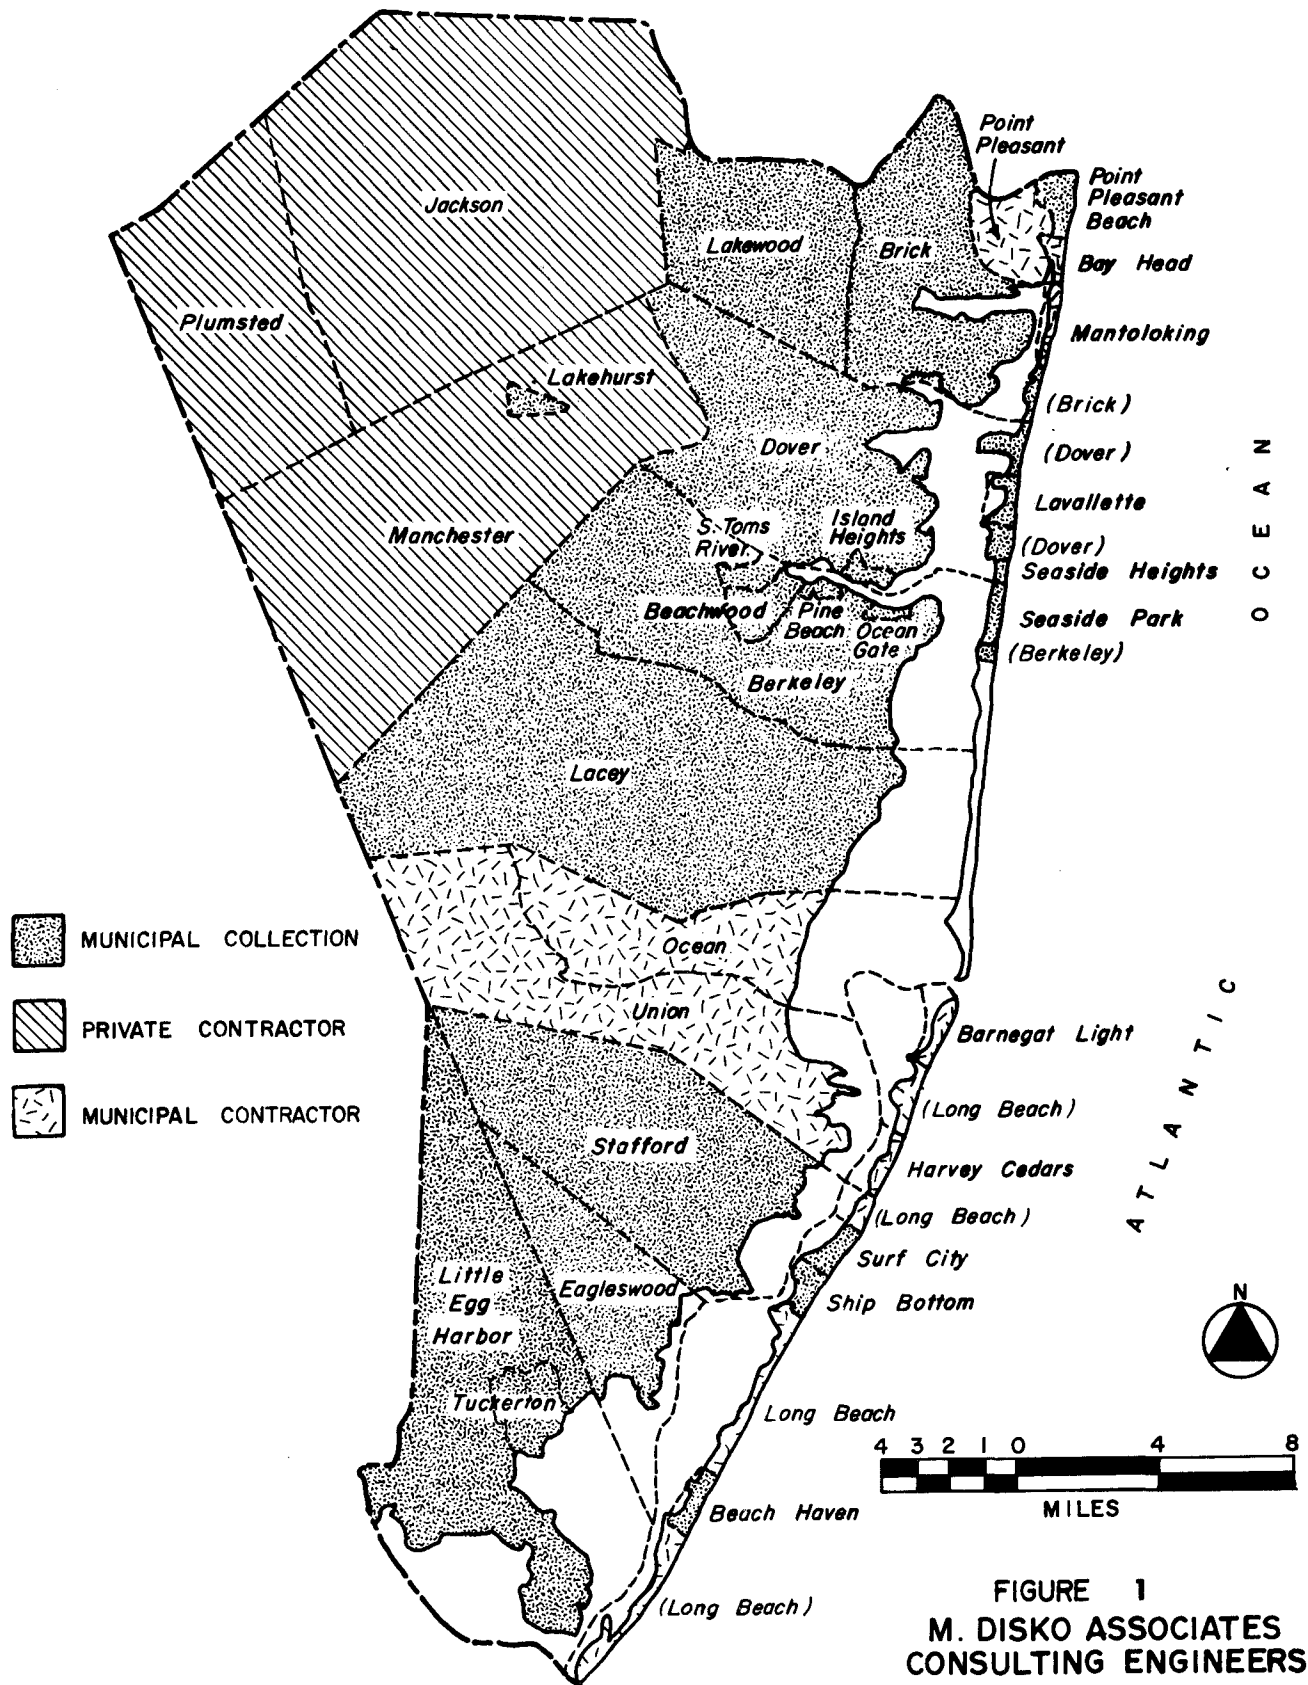 Point
Pleasant
Point
Pleasant
Beach
Jackson
Lakewood
Brick
Bay Head
Plumsted
Mantoloking
Lakehurst
(Brick)
Dover
(Dover)
Lavallette
Manchester
S. Toms
River
Island
Heights
(Dover)
Seaside Heights
Beachwood
Pine
Beach
Ocean
Gate
Seaside Park
(Berkeley)
Berkeley
OCEAN
Lacey
MUNICIPAL COLLECTION
PRIVATE CONTRACTOR
MUNICIPAL CONTRACTOR
Ocean
Union
Barnegat Light
(Long Beach)
ATLANTIC
Stafford
Harvey Cedars
(Long Beach)
Surf City
Little
Egg
Harbor
Eagleswood
Ship Bottom
N
Tuckerton
Long Beach
4 3 2 1 0 4 8
MILES
Beach Haven
(Long Beach)
FIGURE 1
M. DISKO ASSOCIATES
CONSULTING ENGINEERS